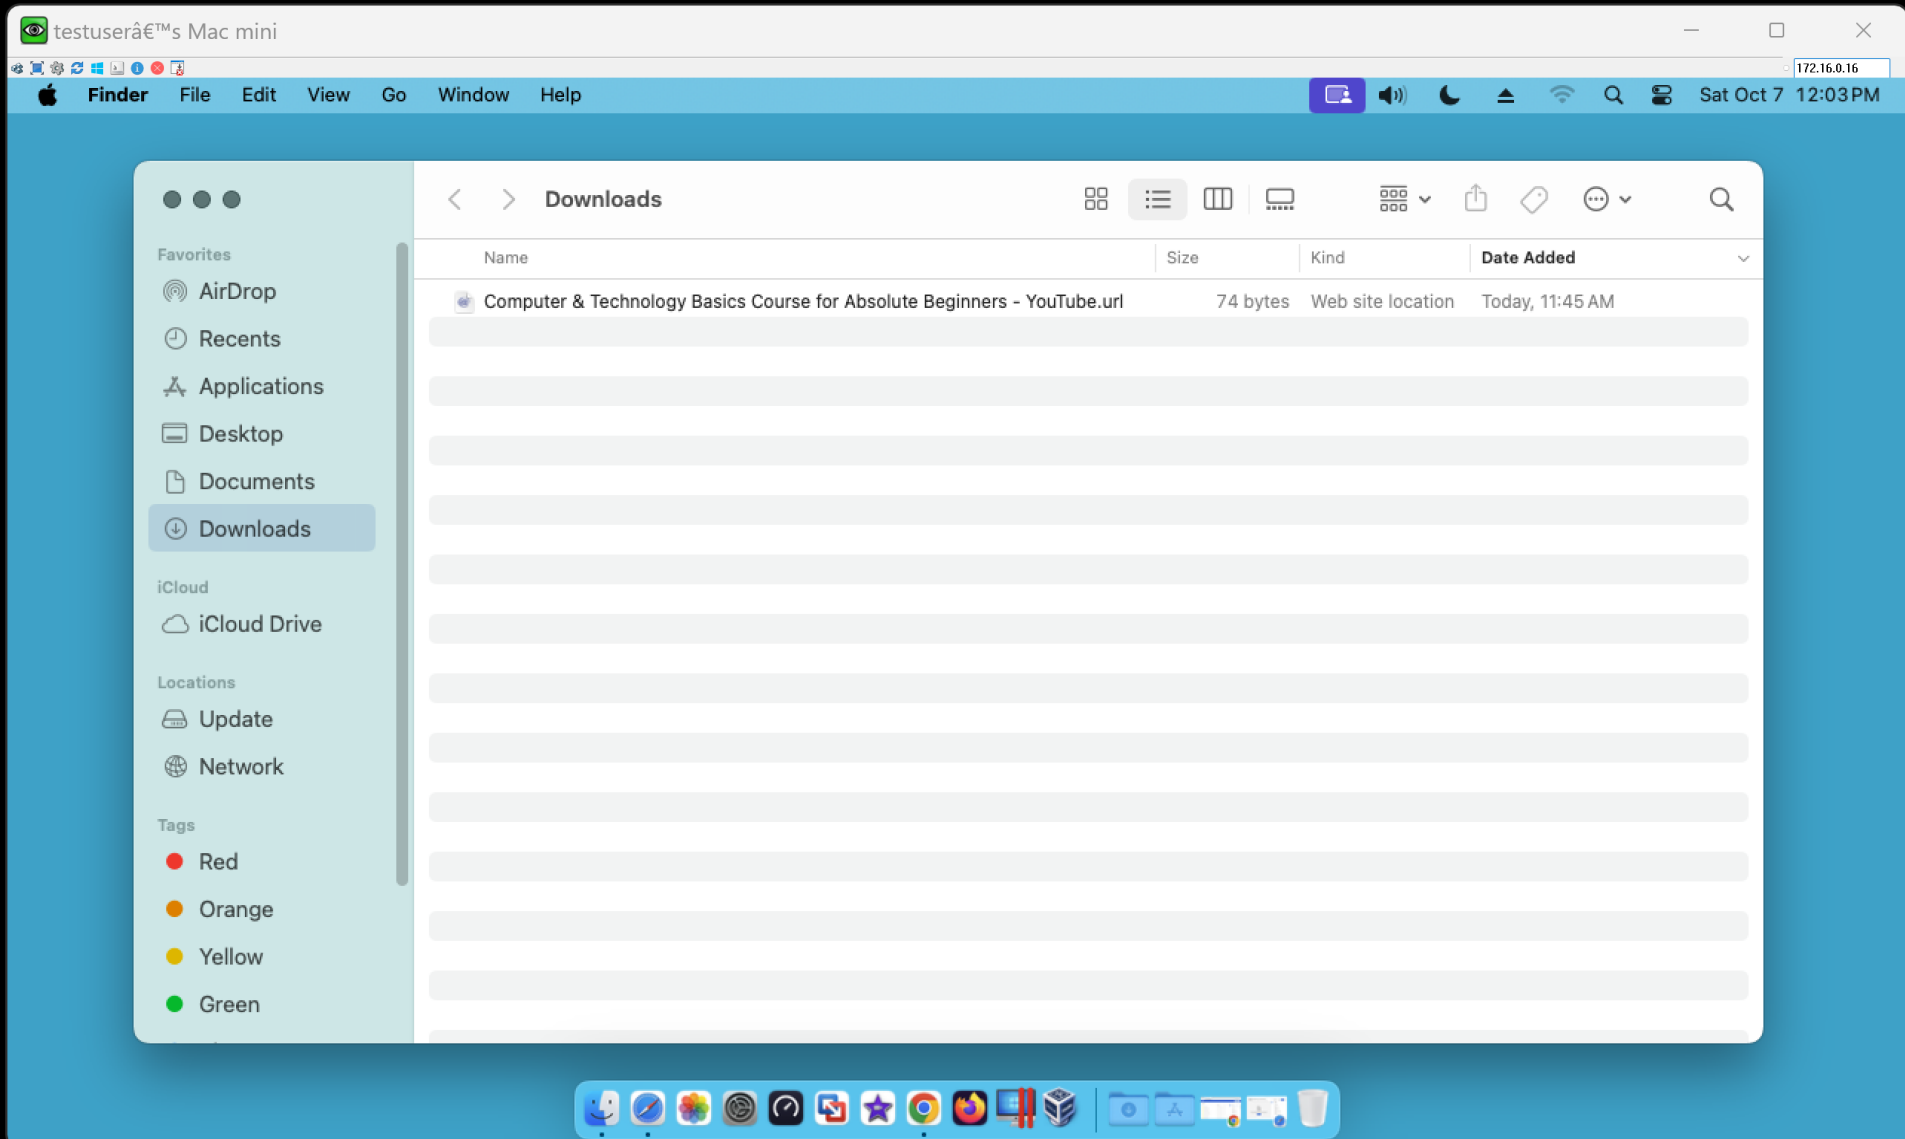 testuserâ€™s Mac mini
172.16.0.16
Finder File Edit View Go Window Help Sat Oct 7 12:03 PM
Downloads
Favorites
AirDrop
Recents
Applications
Desktop
Documents
Downloads
iCloud
iCloud Drive
Locations
Update
Network
Tags
Red
Orange
Yellow
Green
Name Size Kind Date Added
Computer & Technology Basics Course for Absolute Beginners - YouTube.url 74 bytes Web site location Today, 11:45 AM